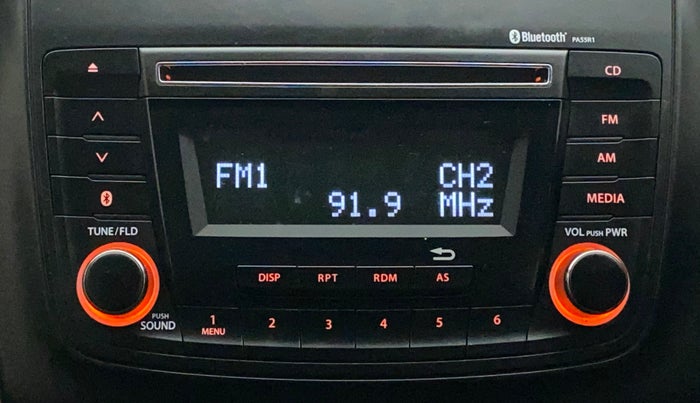 Bluetooth® PA5SR1
CD
FM
AM
MEDIA
FM1 CH2
91.9 MHz
TUNE/FLD
VOL PUSH PWR
DISP RPT RDM AS
PUSH
SOUND
1 2 3 4 5 6
MENU